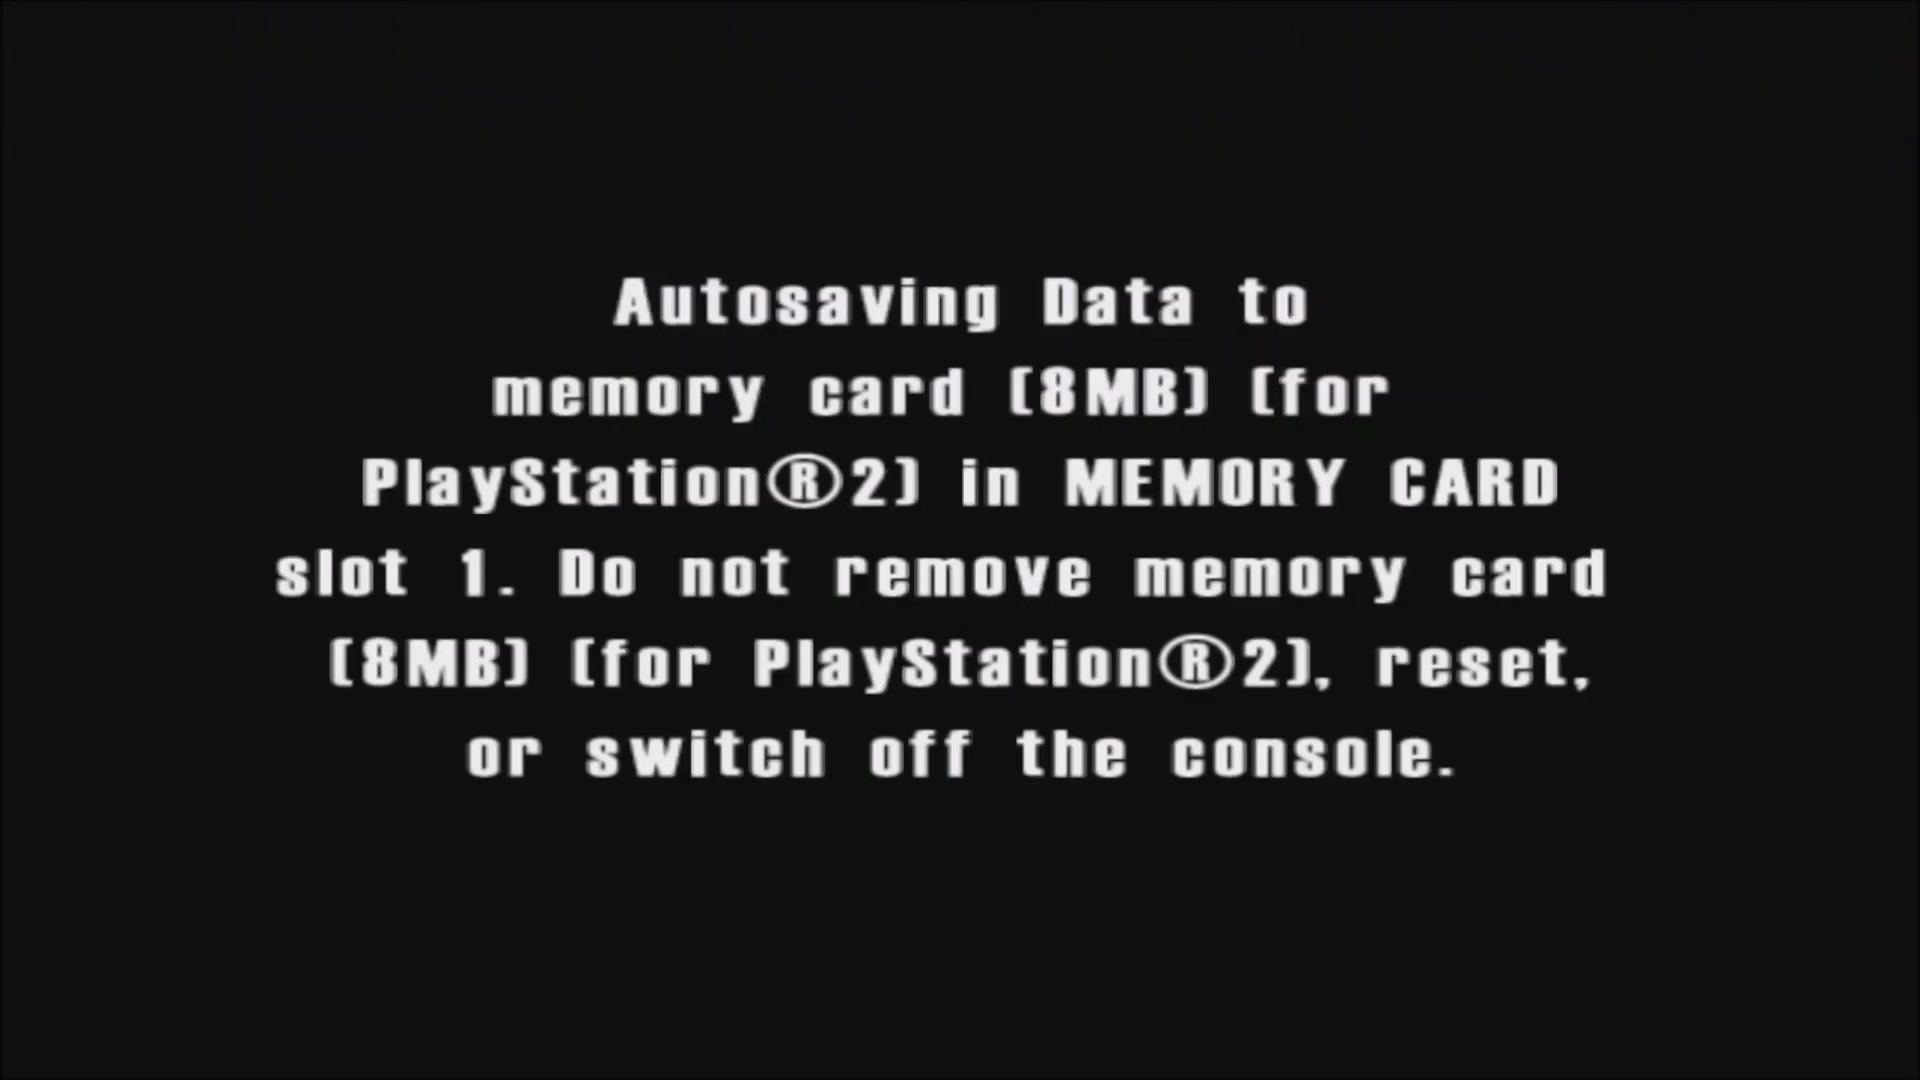 Autosaving Data to
memory card (8MB) (for
PlayStation®2) in MEMORY CARD
slot 1. Do not remove memory card
(8MB) (for PlayStation®2), reset,
or switch off the console.